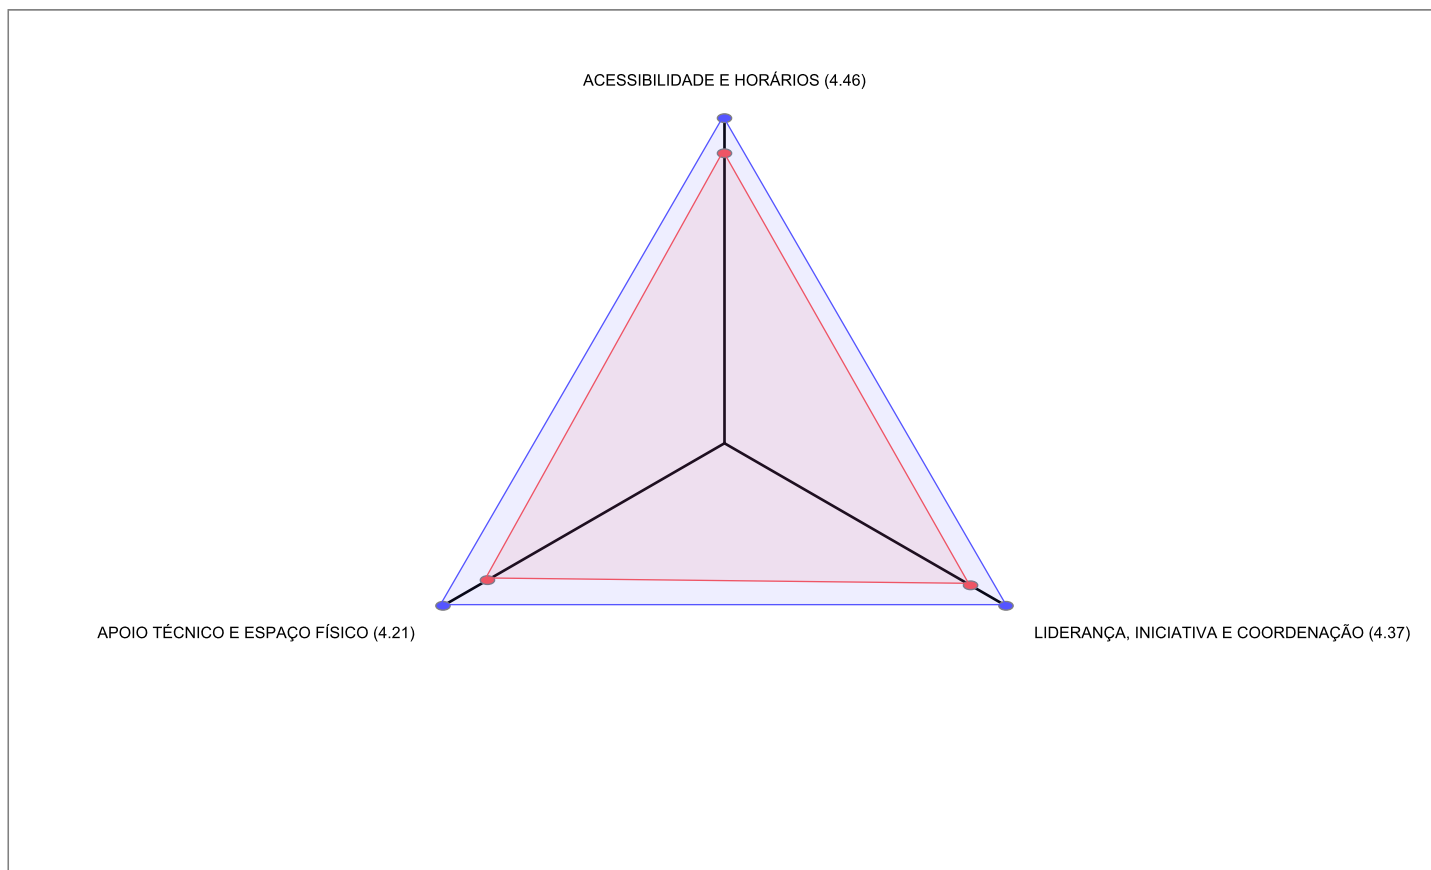 ACESSIBILIDADE E HORÁRIOS (4.46)
APOIO TÉCNICO E ESPAÇO FÍSICO (4.21)
LIDERANÇA, INICIATIVA E COORDENAÇÃO (4.37)